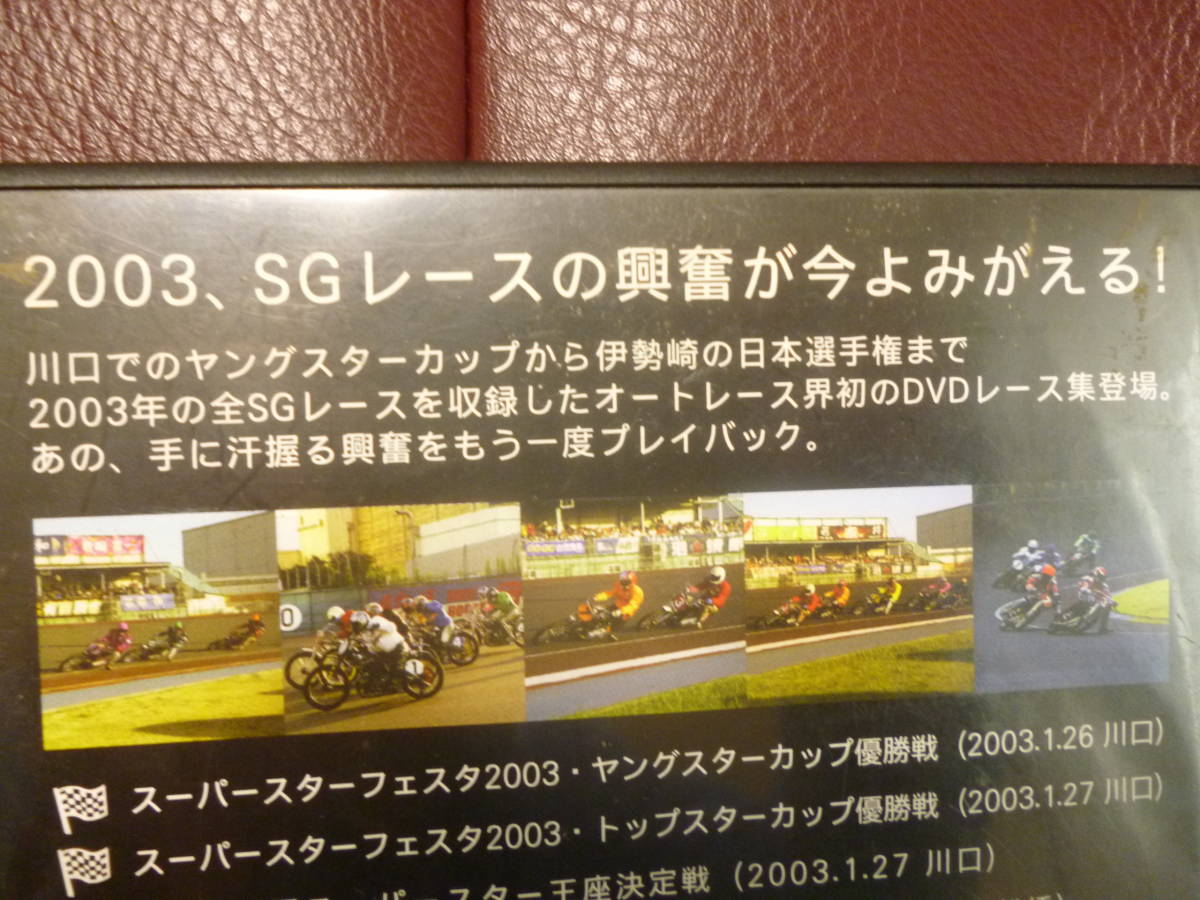 2003、SGレースの興奮が今よみがえる!
川口でのヤングスターカップから伊勢崎の日本選手権まで
2003年の全SGレースを収録したオートレース界初のDVDレース集登場。
あの、手に汗握る興奮をもう一度プレイバック。
スーパースターフェスタ2003・ヤングスターカップ優勝戦 (2003.1.26 川口)
スーパースターフェスタ2003・トップスターカップ優勝戦 (2003.1.27 川口)
スター王座決定戦 (2003.1.27 川口)